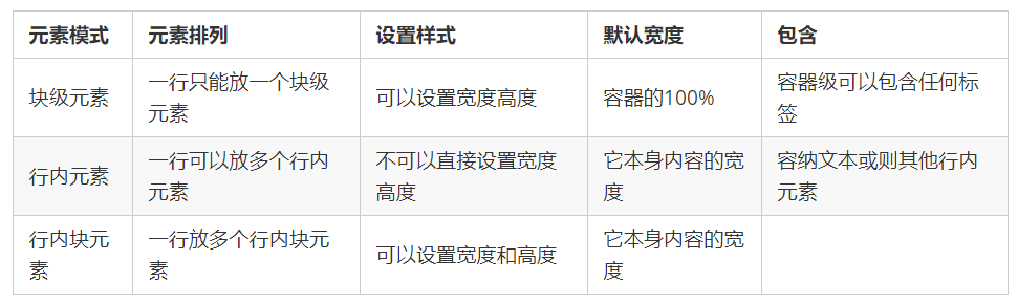 元素模式 元素排列 设置样式 默认宽度 包含
块级元素 一行只能放一个块级元素 可以设置宽度高度 容器的100% 容器级可以包含任何标签
行内元素 一行可以放多个行内元素 不可以直接设置宽度高度 它本身内容的宽度 容纳文本或则其他行内元素
行内块元素 一行放多个行内块元素 可以设置宽度和高度 它本身内容的宽度